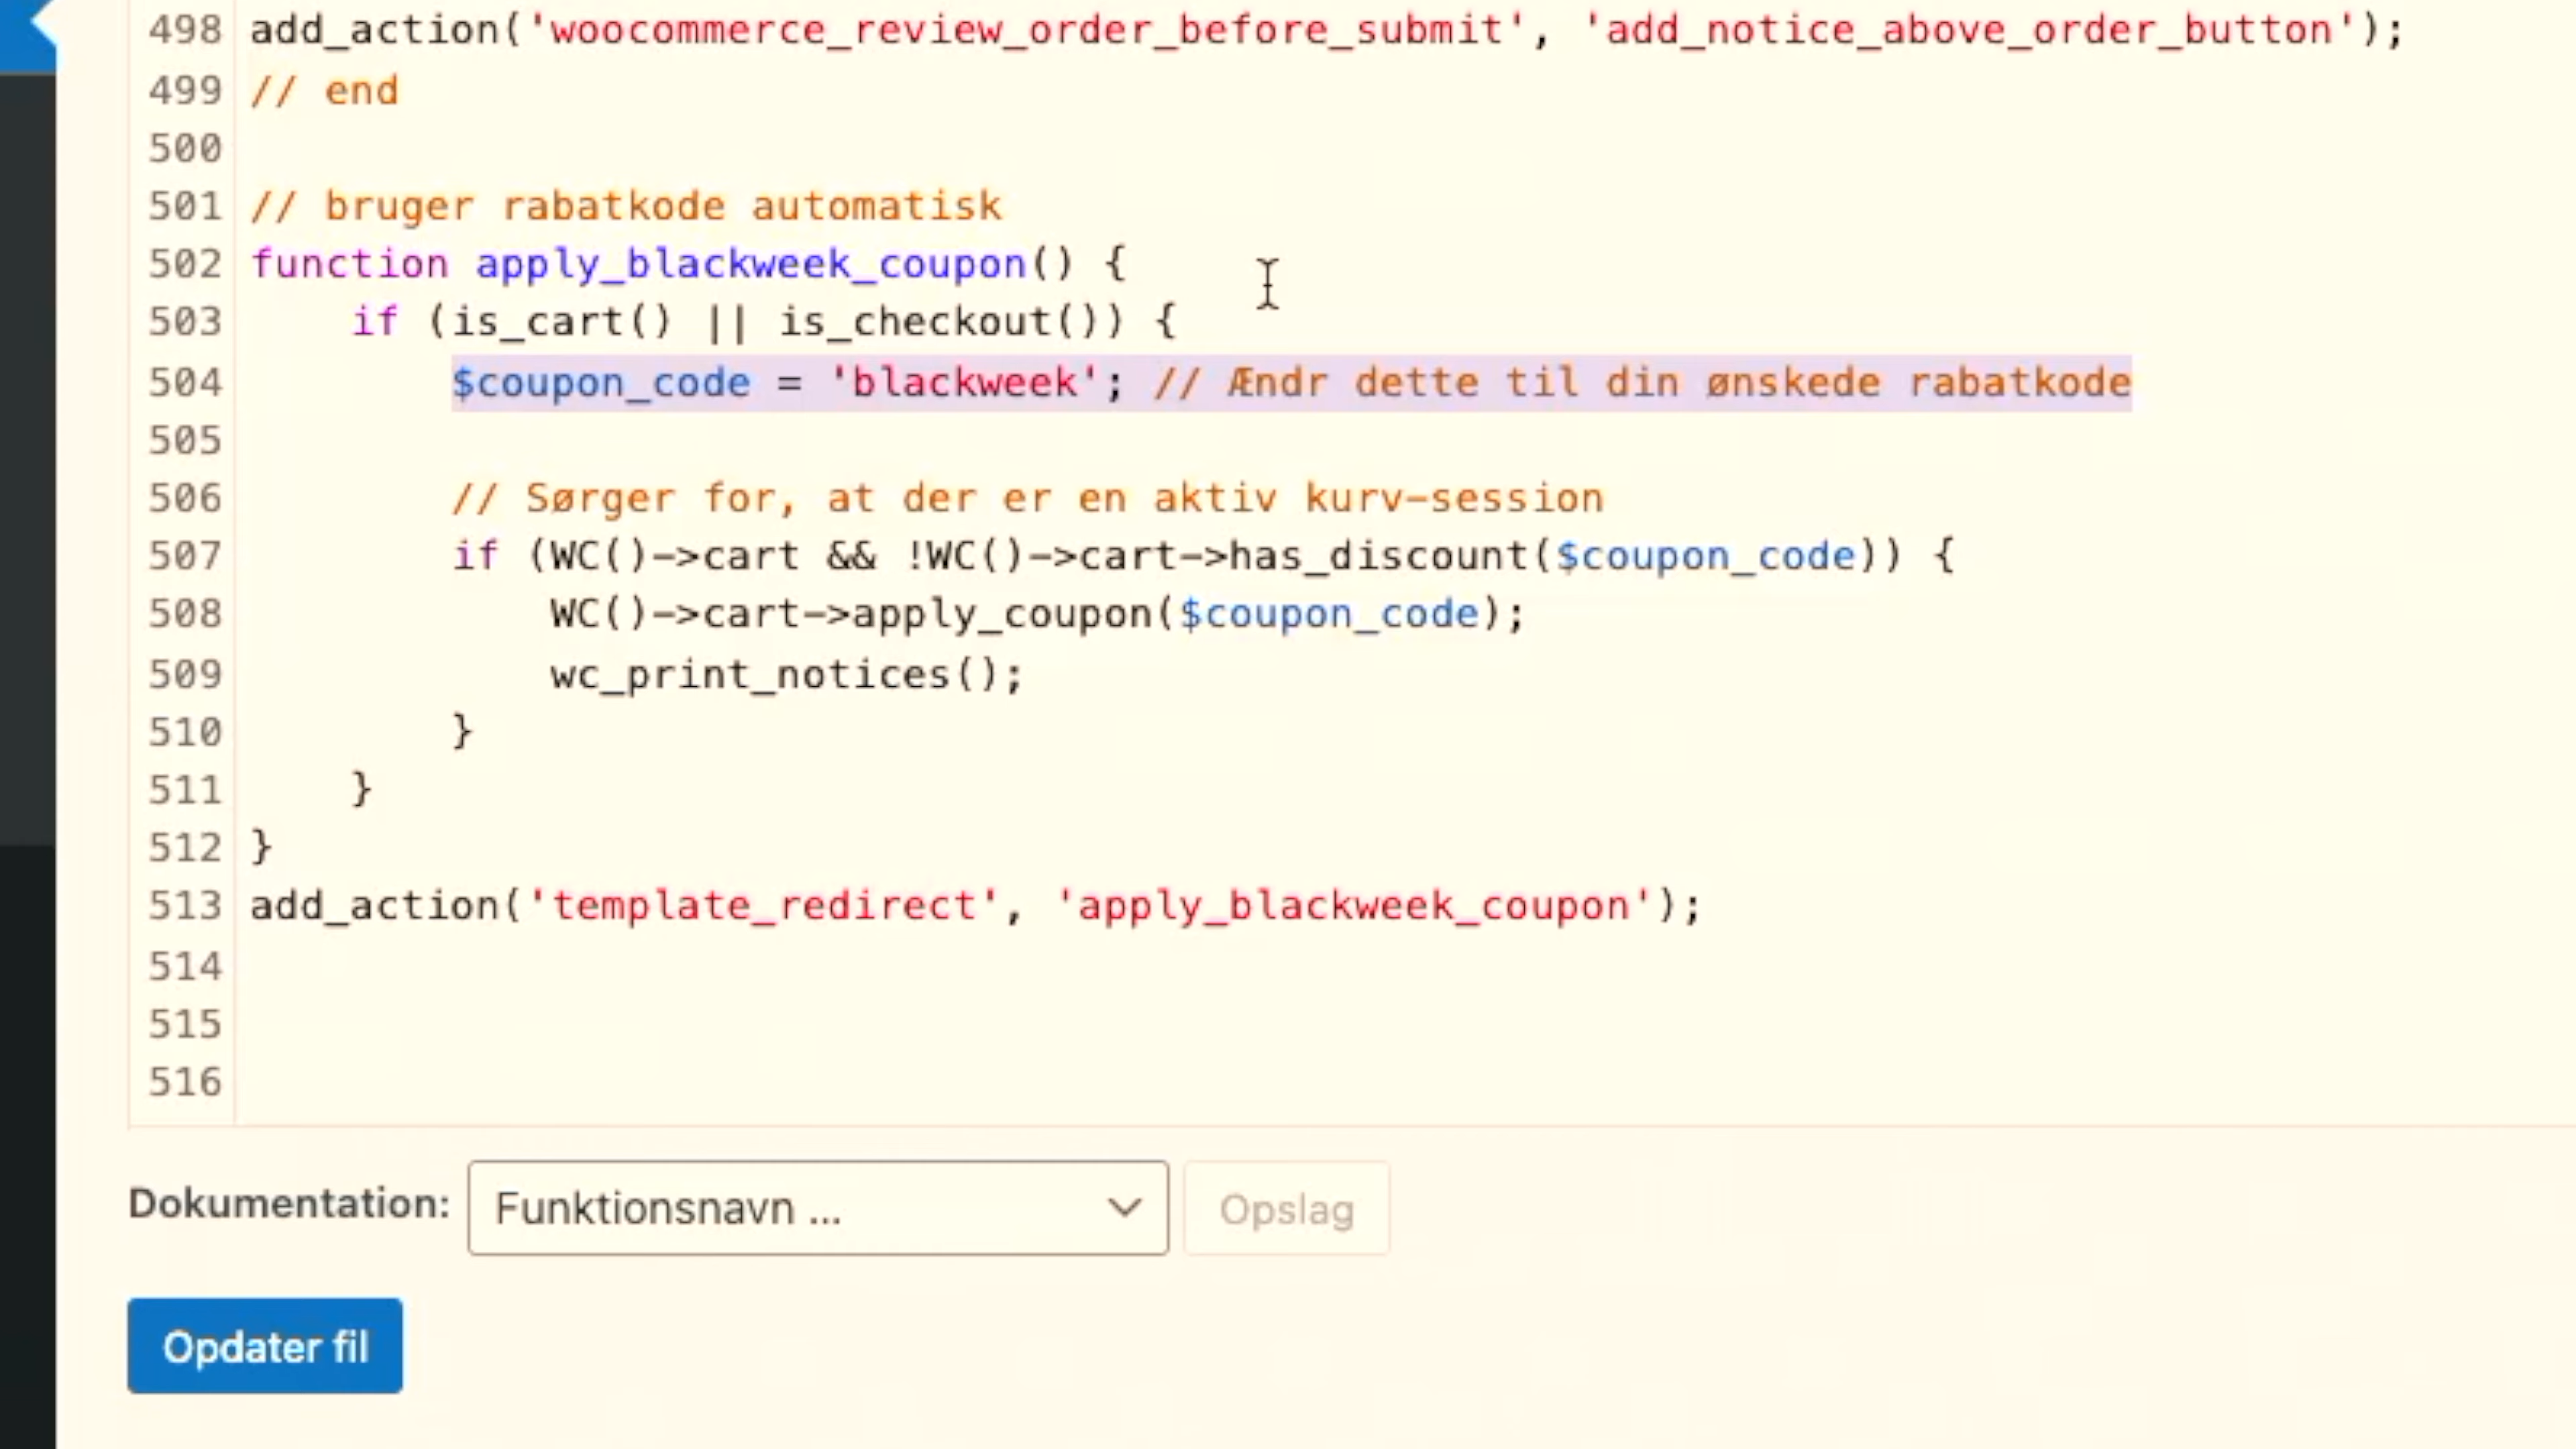 498 add_action('woocommerce_review_order_before_submit', 'add_notice_above_order_button');
499 // end
500
501 // bruger rabatkode automatisk
502 function apply_blackweek_coupon() {
503     if (is_cart() || is_checkout()) {
504         $coupon_code = 'blackweek'; // Ændr dette til din ønskede rabatkode
505
506         // Sørger for, at der er en aktiv kurv-session
507         if (WC()->cart && !WC()->cart->has_discount($coupon_code)) {
508             WC()->cart->apply_coupon($coupon_code);
509             wc_print_notices();
510         }
511     }
512 }
513 add_action('template_redirect', 'apply_blackweek_coupon');
514
515
516
Dokumentation: Funktionsnavn ... Opslag
Opdater fil